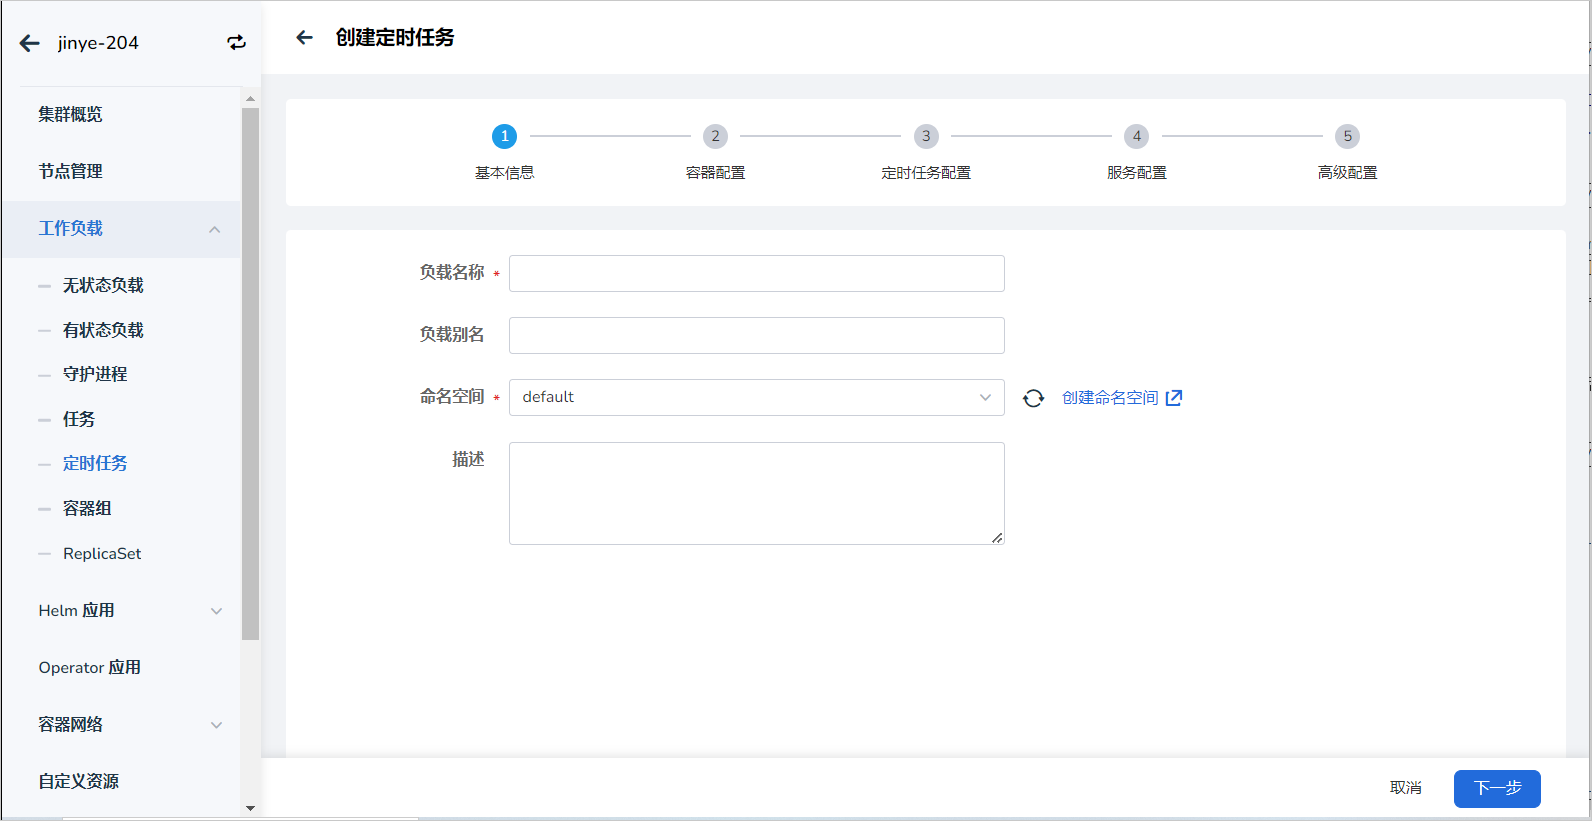 jinye-204
集群概览
节点管理
工作负载
无状态负载
有状态负载
守护进程
任务
定时任务
容器组
ReplicaSet
Helm 应用
Operator 应用
容器网络
自定义资源
创建定时任务
1
2
3
4
5
基本信息
容器配置
定时任务配置
服务配置
高级配置
负载名称 *
负载别名
命名空间 * default 创建命名空间
描述
取消
下一步